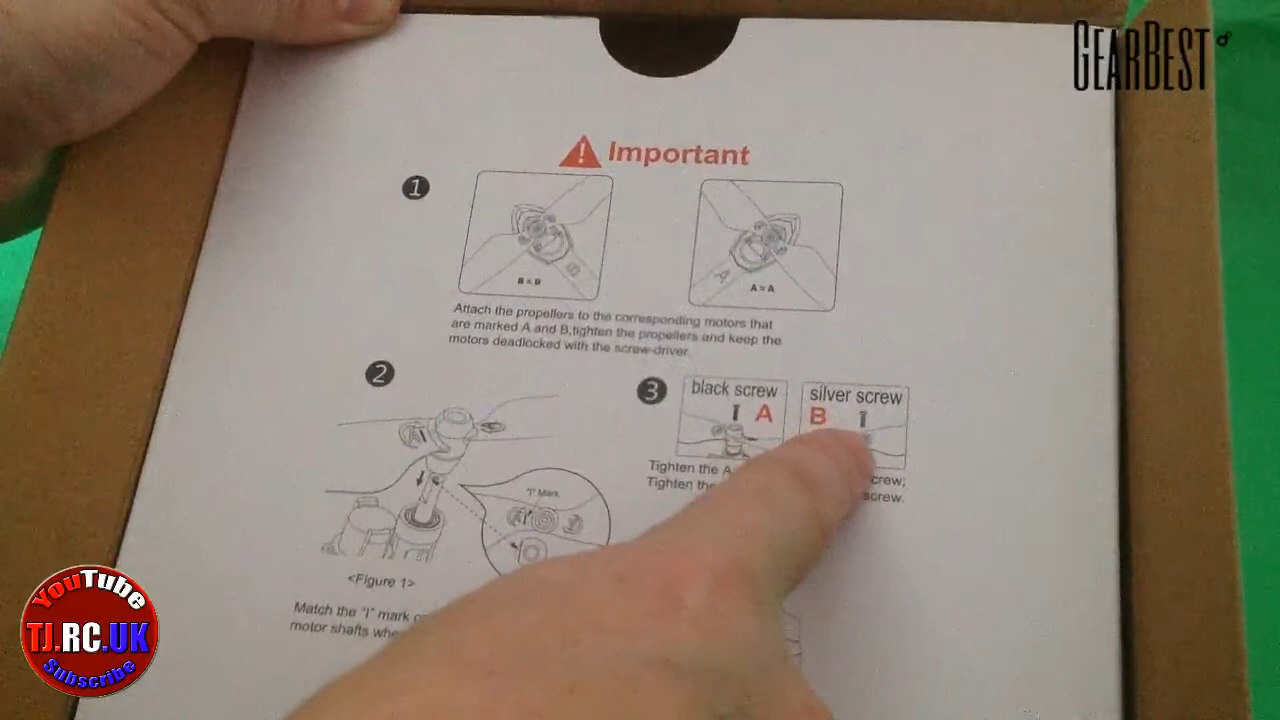 GEARBEST
Important
1
B = B
B
A
A = A
Attach the propellers to the corresponding motors that
are marked A and B,tighten the propellers and keep the
motors deadlocked with the screw-driver.
2
3
black screw
A
silver screw
B
Tighten the A
crew;
Tighten the
screw.
"I" Mark
<Figure 1>
Match the "I" mark
motor shafts
YouTube
TJ.RC.UK
Subscribe